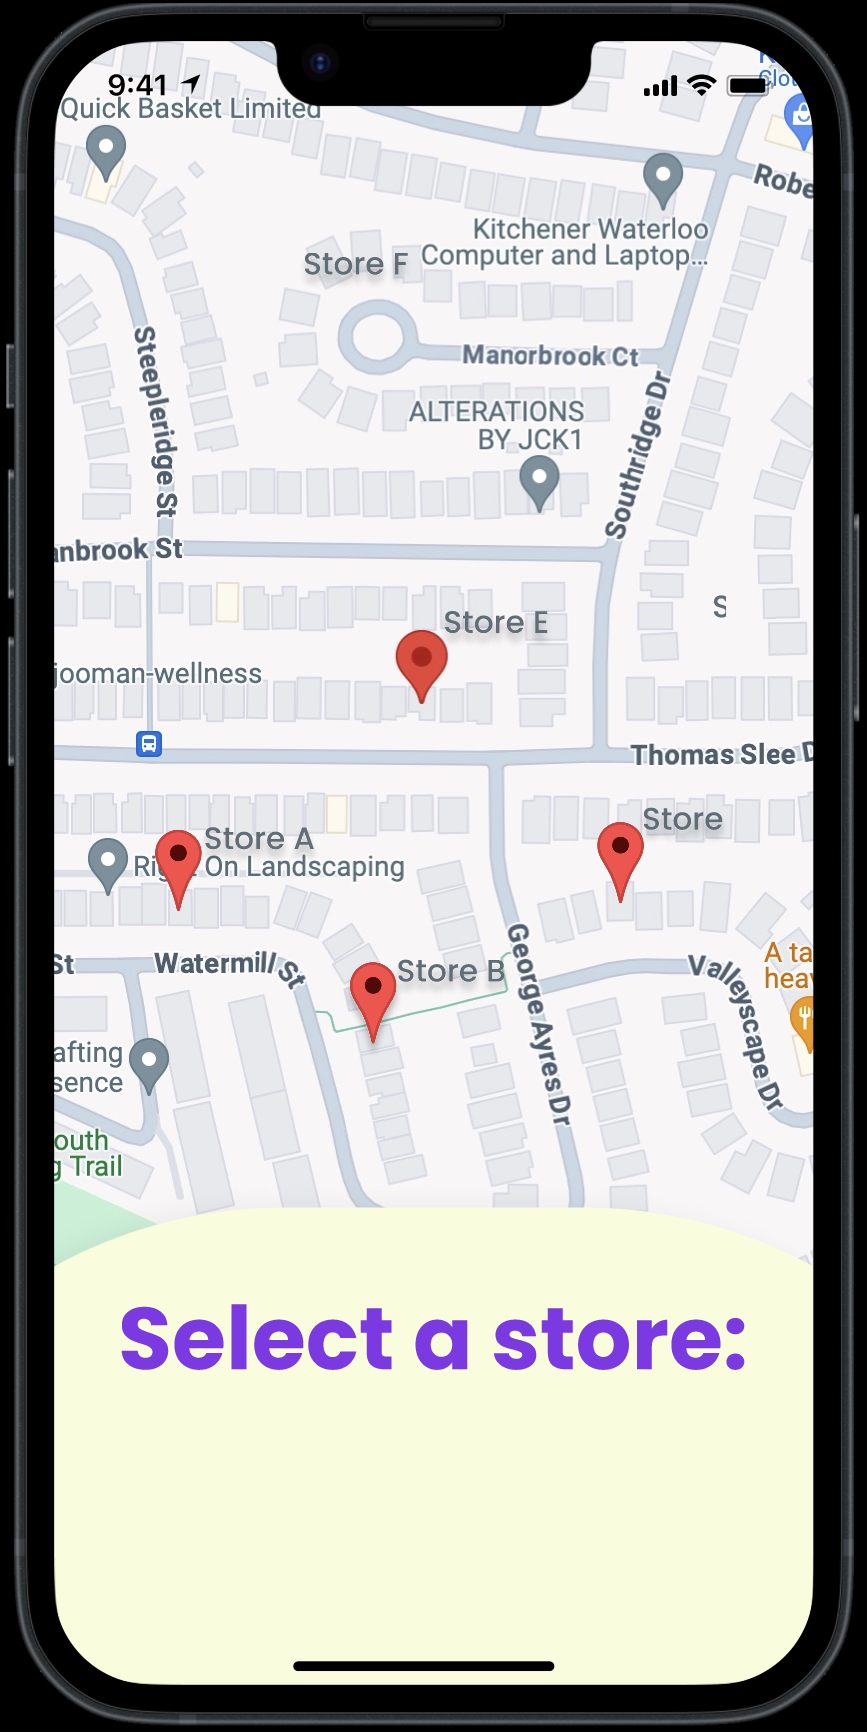 9:41
Clot
Quick Basket Limited
Robe
Kitchener Waterloo
Computer and Laptop...
Store F
Steepleridge St
Manorbrook Ct
ALTERATIONS
BY JCK1
Southridge Dr
anbrook St
S
Store E
jooman-wellness
Thomas Slee D
Store
Store A
On Landscaping
St
Watermill St
Store B
George Ayres Dr
Valleyscape Dr
A ta
heav
afting
sence
outh
g Trail
Select a store: